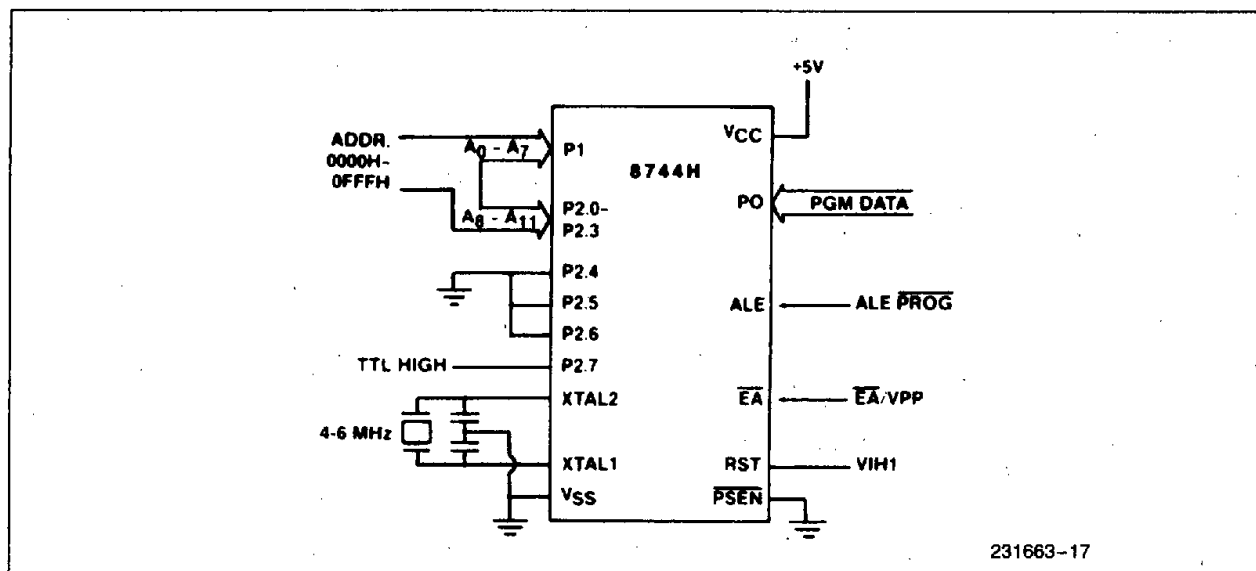 +5V
ADDR.
0000H-
0FFFH
A0 - A7
A8 - A11
P1
P2.0-
P2.3
P2.4
P2.5
P2.6
TTL HIGH
P2.7
XTAL2
4-6 MHz
XTAL1
VSS
8744H
VCC
PO
PGM DATA
ALE
ALE PROG
EA
EA/VPP
RST
VIH1
PSEN
231663-17